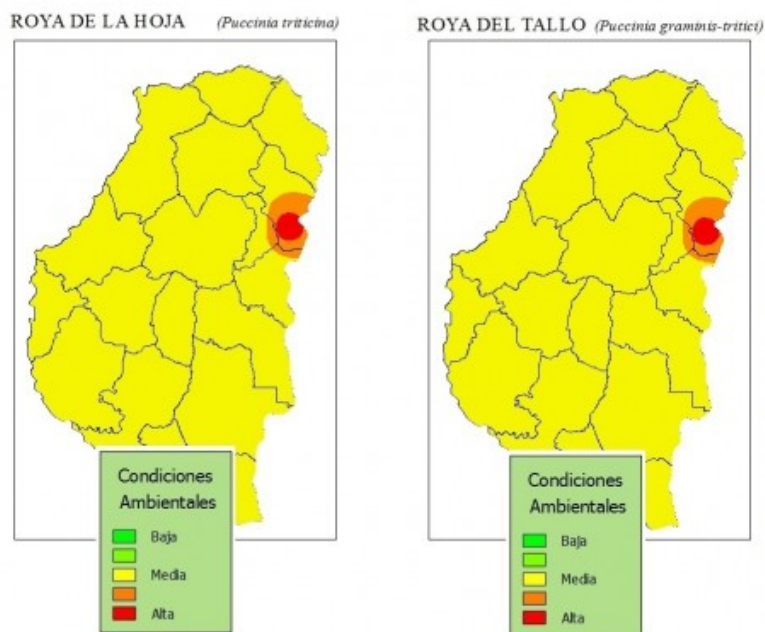 ROYA DE LA HOJA (Puccinia triticina)
Condiciones
Ambientales
Baja
Media
Alta
ROYA DEL TALLO (Puccinia graminis-tritici)
Condiciones
Ambientales
Baja
Media
Alta